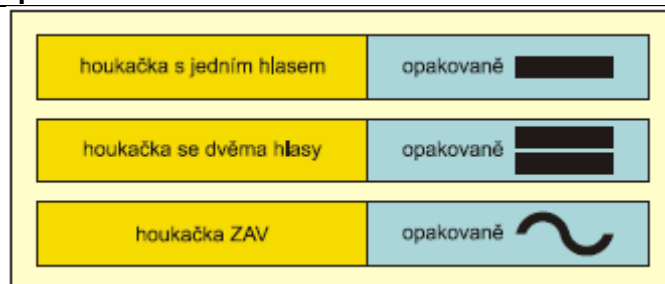 houkačka s jedním hlasem opakovaně
houkačka se dvěma hlasy opakovaně
houkačka ZAV opakovaně